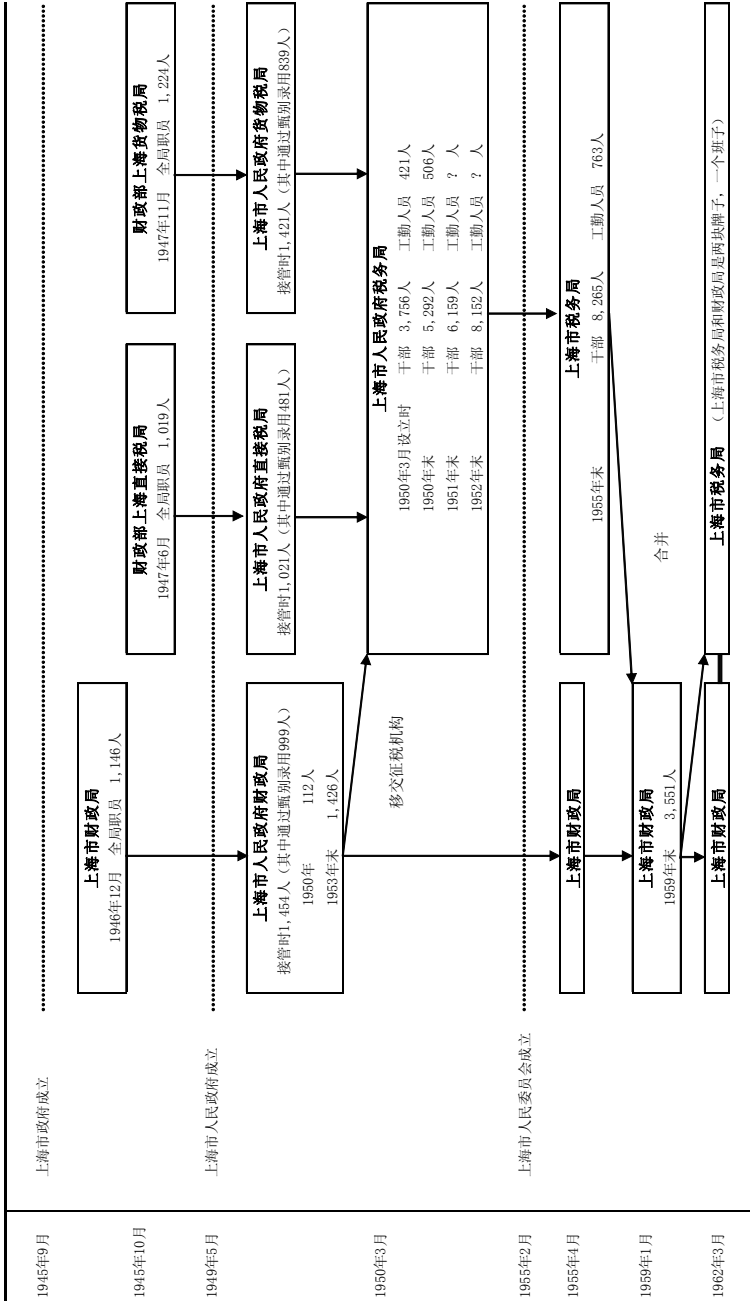 1945年9月 上海市政府成立
1945年10月
上海市财政局
1946年12月 全局职员 1,146人
财政部上海直接税局
1947年6月 全局职员 1,019人
财政部上海货物税局
1947年11月 全局职员 1,224人
1949年5月 上海市人民政府成立
上海市人民政府财政局
接管时1,454人（其中通过甄别录用999人）
1950年 112人
1953年末 1,426人
上海市人民政府直接税局
接管时1,021人（其中通过甄别录用481人）
上海市人民政府货物税局
接管时1,421人（其中通过甄别录用839人）
1950年3月
移交征税机构
上海市人民政府税务局
1950年3月设立时 干部 3,756人 工勤人员 421人
1950年末 干部 5,292人 工勤人员 506人
1951年末 干部 6,159人 工勤人员 ? 人
1952年末 干部 8,152人 工勤人员 ? 人
1955年2月 上海市人民委员会成立
1955年4月
上海市财政局
上海市税务局
1955年末 干部 8,265人 工勤人员 763人
1959年1月
上海市财政局
1959年末 3,551人
合并
1962年3月
上海市财政局
上海市税务局 （上海市税务局和财政局是两块牌子，一个班子）